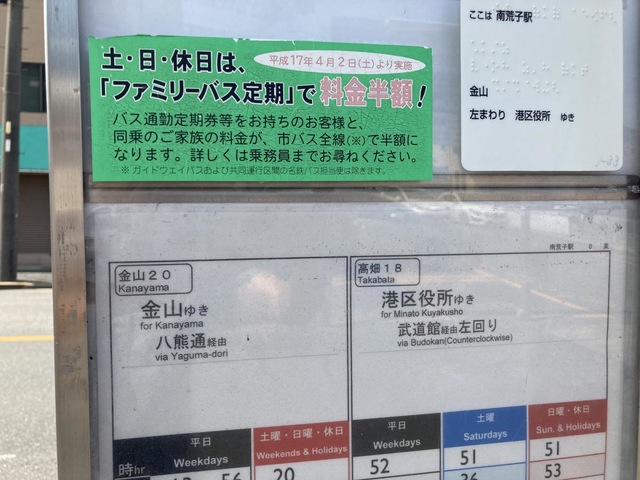 土・日・休日は、
平成17年4月2日(土)より実施
「ファミリーバス定期」で料金半額!
バス通勤定期券等をお持ちのお客様と、
同乗のご家族の料金が、市バス全線(※)で半額に
なります。詳しくは乗務員までお尋ねください。
※ ガイドウェイバスおよび共同運行区間の名鉄バス担当便は除きます。
ここは 南荒子駅
金山
左まわり 港区役所 ゆき
南荒子駅
金山20
Kanayama
金山ゆき
for Kanayama
八熊通経由
via Yaguma-dori
高畑18
Takabata
港区役所ゆき
for Minato Kuyakusho
武道館経由左回り
via Budokan(Counterclockwise)
時hr
平日
Weekdays
土曜・日曜・休日
Weekends & Holidays
20
平日
Weekdays
52
土曜
Saturdays
51
日曜・休日
Sun. & Holidays
51
53